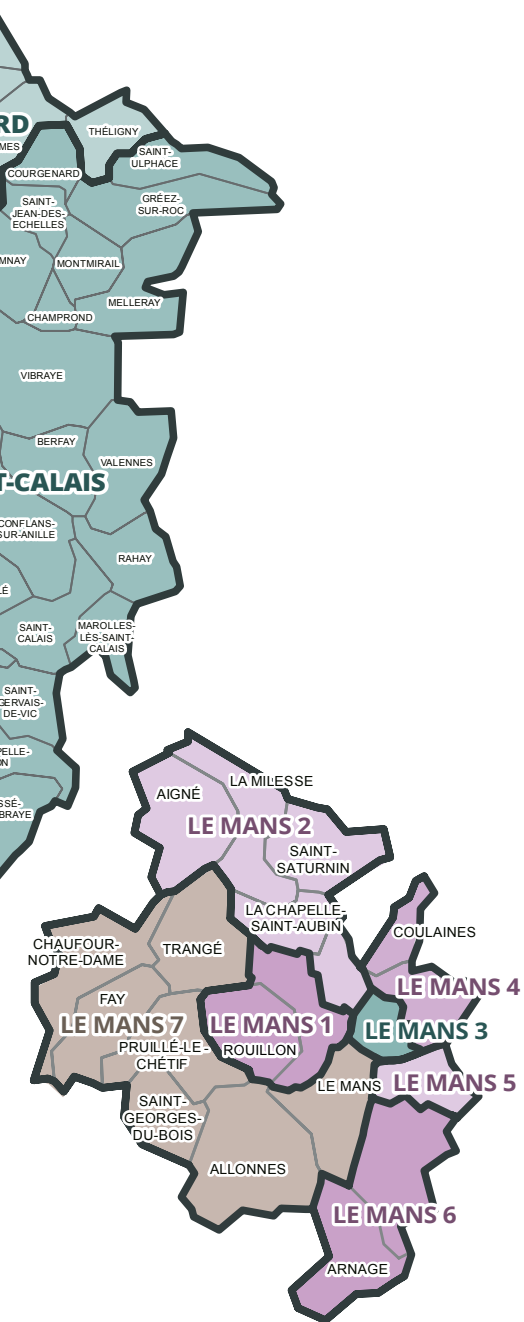 RD
MES
THÉLIGNY
SAINT-
ULPHACE
COURGENARD
SAINT-
JEAN-DES-
ECHELLES
GRÉEZ-
SUR-ROC
MNAY
MONTMIRAIL
MELLERAY
CHAMPROND
VIBRAYE
BERFAY
VALENNES
T-CALAIS
CONFLANS-
SUR-ANILLE
RAHAY
LÉ
SAINT-
CALAIS
MAROLLES-
LÈS-SAINT-
CALAIS
SAINT-
GERVAIS-
DE-VIC
PELLE-
ON
SSÉ-
BRAYE
LA MILESSE
AIGNÉ
LE MANS 2
SAINT-
SATURNIN
LA CHAPELLE-
SAINT-AUBIN
COULAINES
CHAUFOUR-
NOTRE-DAME
TRANGÉ
LE MANS 4
FAY
LE MANS 7
LE MANS 1
LE MANS 3
PRUILLÉ-LE-
CHÉTIF
ROUILLON
LE MANS
LE MANS 5
SAINT-
GEORGES-
DU-BOIS
ALLONNES
LE MANS 6
ARNAGE